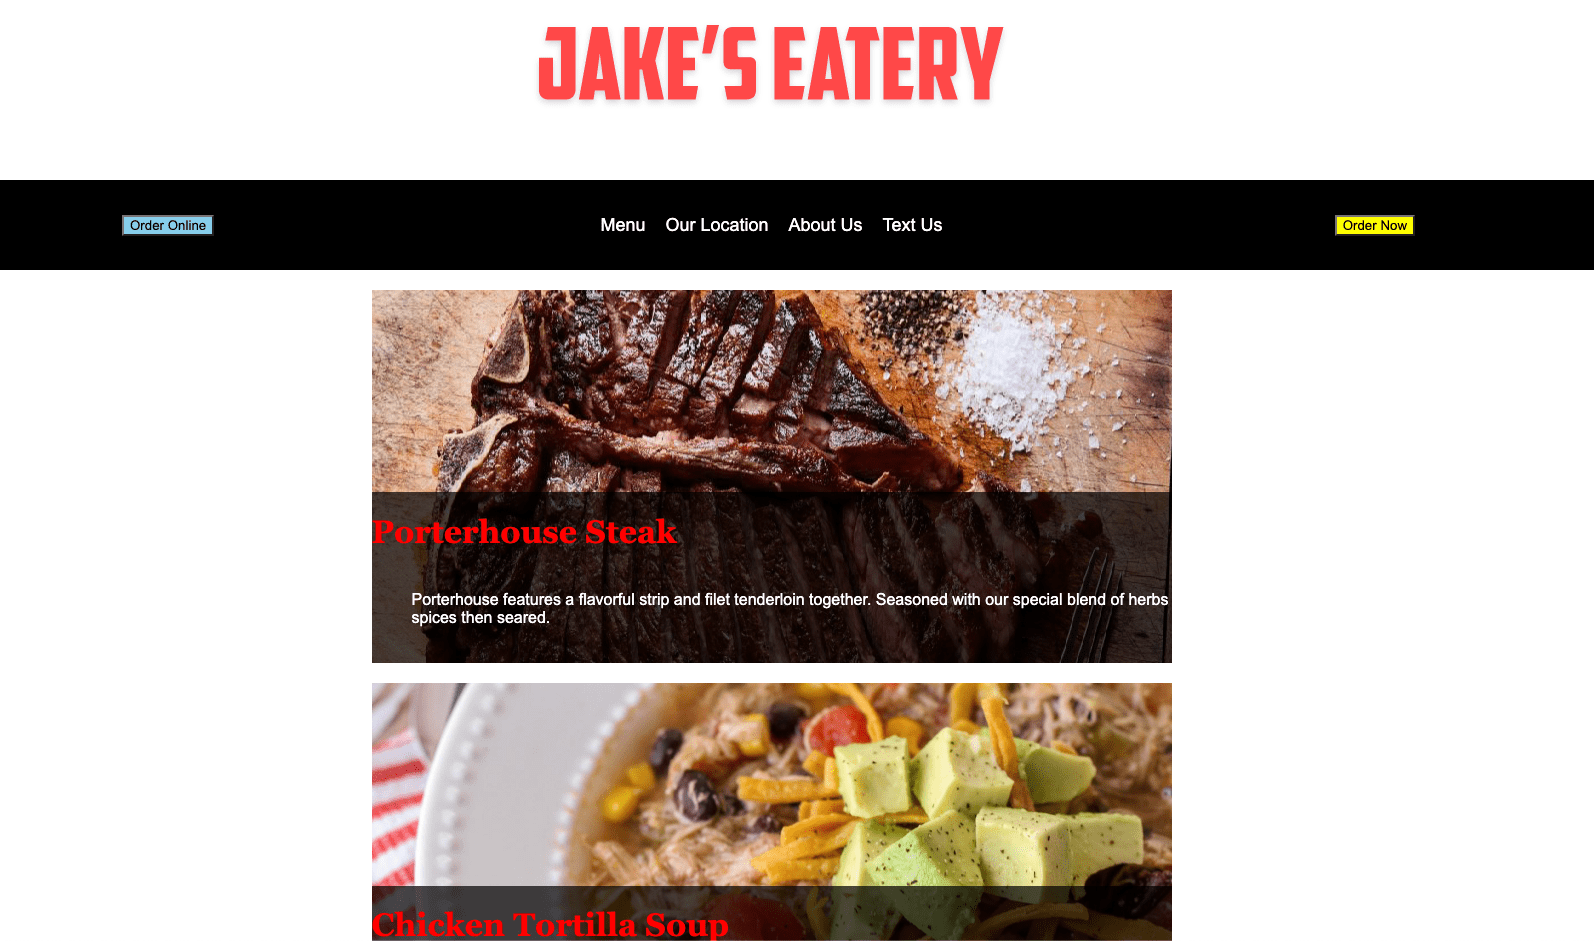 JAKE'S EATERY
Order Online
Menu
Our Location
About Us
Text Us
Order Now
Porterhouse Steak
Porterhouse features a flavorful strip and filet tenderloin together. Seasoned with our special blend of herbs
spices then seared.
Chicken Tortilla Soup